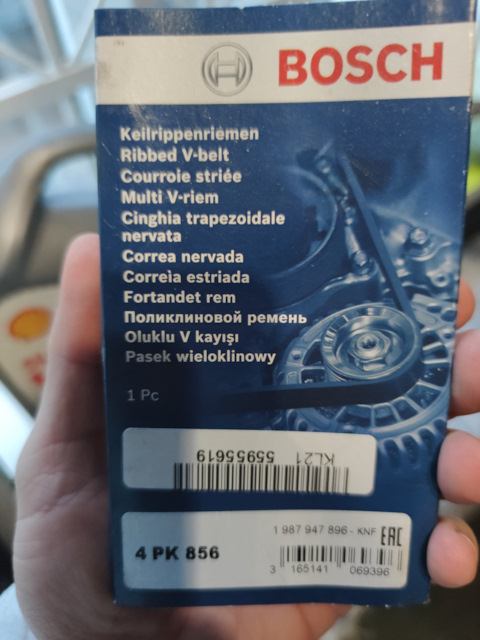 BOSCH
Keilrippenriemen
Ribbed V-belt
Courroie striée
Multi V-riem
Cinghia trapezoidale
nervata
Correa nervada
Correia estriada
Fortandet rem
Поликлиновой ремень
Oluklu V kayışı
Pasek wieloklinowy
1 Pc
KL21 55955619
1 987 947 896 - KNF EAC
4 PK 856
3 165141 069396